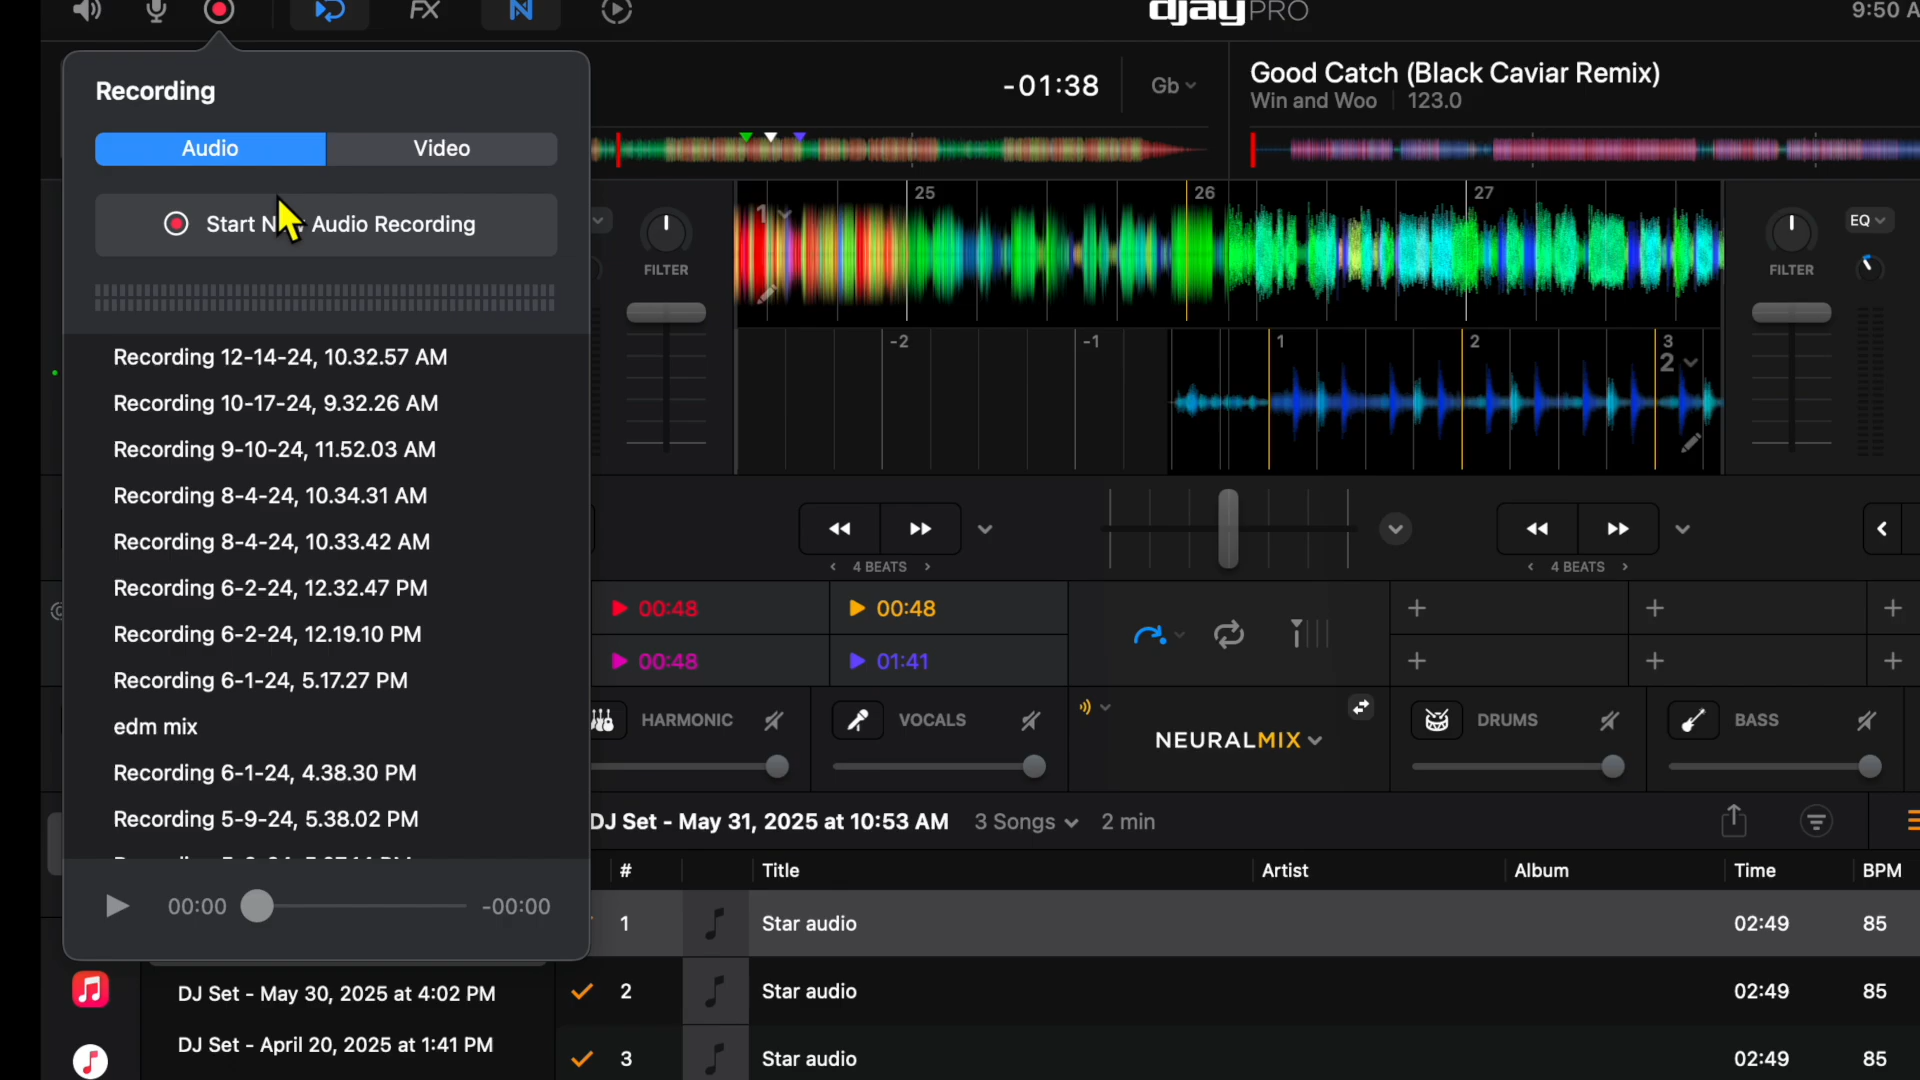 FX
djay PRO
9:50 A
Recording
Audio
Video
Start N Audio Recording
-01:38
Gb
Good Catch (Black Caviar Remix)
Win and Woo
123.0
1
25
26
27
FILTER
FILTER
EQ
-2
-1
1
2
3
2
Recording 12-14-24, 10.32.57 AM
Recording 10-17-24, 9.32.26 AM
Recording 9-10-24, 11.52.03 AM
Recording 8-4-24, 10.34.31 AM
Recording 8-4-24, 10.33.42 AM
Recording 6-2-24, 12.32.47 PM
Recording 6-2-24, 12.19.10 PM
Recording 6-1-24, 5.17.27 PM
edm mix
Recording 6-1-24, 4.38.30 PM
Recording 5-9-24, 5.38.02 PM
00:00
-00:00
4 BEATS
4 BEATS
00:48
00:48
00:48
01:41
HARMONIC
VOCALS
NEURALMIX
DRUMS
BASS
DJ Set - May 31, 2025 at 10:53 AM
3 Songs
2 min
# Title Artist Album Time BPM
1 Star audio 02:49 85
2 Star audio 02:49 85
3 Star audio 02:49 85
DJ Set - May 30, 2025 at 4:02 PM
DJ Set - April 20, 2025 at 1:41 PM